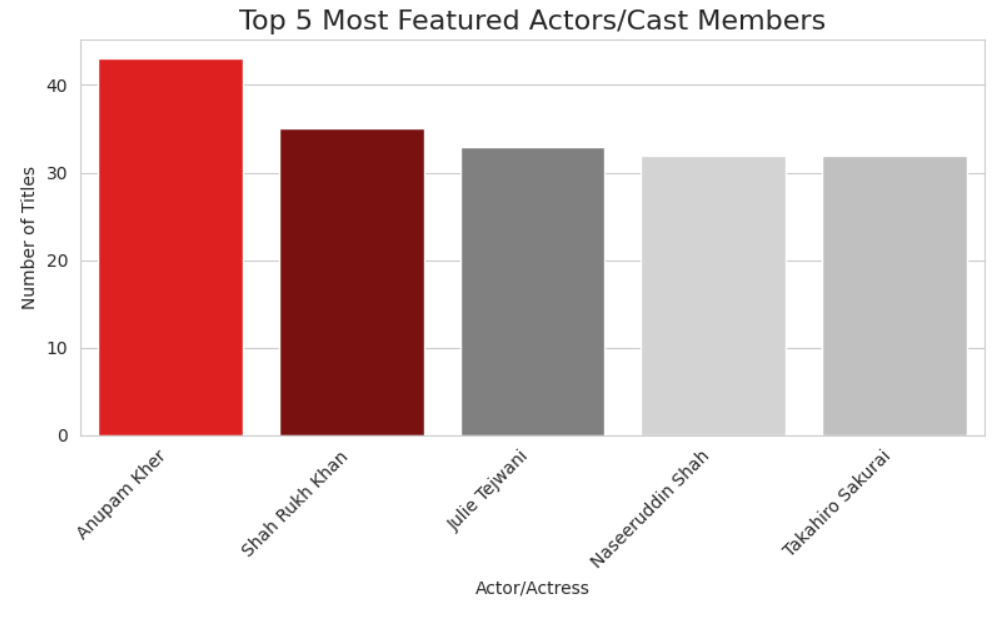 Top 5 Most Featured Actors/Cast Members
Number of Titles
40
30
20
10
0
Anupam Kher
Shah Rukh Khan
Julie Tejwani
Naseeruddin Shah
Takahiro Sakurai
Actor/Actress